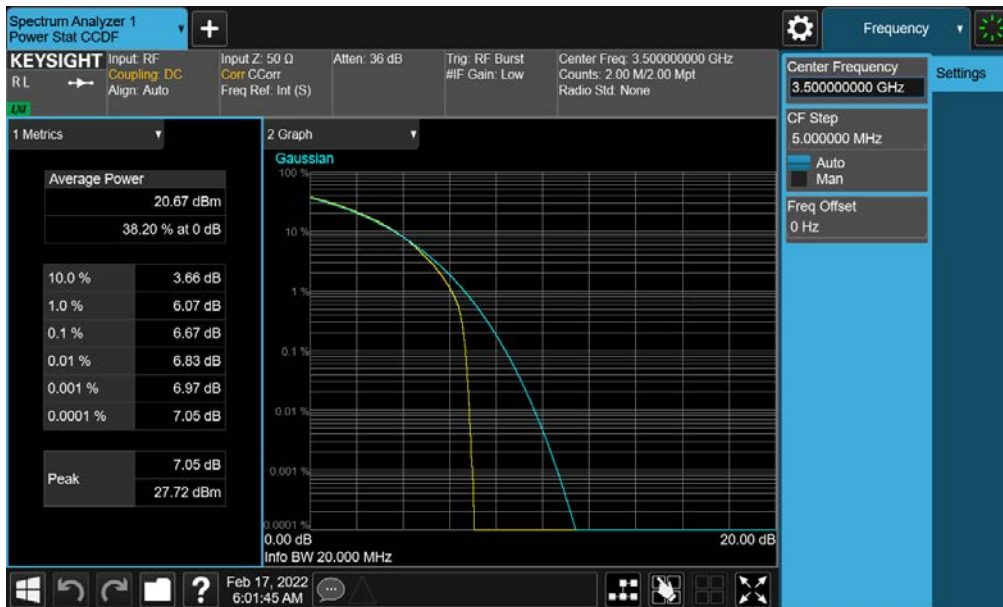 Spectrum Analyzer 1
Power Stat CCDF
+
Frequency
KEYSIGHT
R L
LXI
Input: RF
Coupling: DC
Align: Auto
Input Z: 50 Ω
Corr CCorr
Freq Ref: Int (S)
Atten: 36 dB
Trig: RF Burst
#IF Gain: Low
Center Freq: 3.500000000 GHz
Counts: 2.00 M/2.00 Mpt
Radio Std: None
Center Frequency
3.500000000 GHz
Settings
CF Step
5.000000 MHz
Auto
Man
Freq Offset
0 Hz
1 Metrics
Average Power
20.67 dBm
38.20 % at 0 dB
10.0 % 3.66 dB
1.0 % 6.07 dB
0.1 % 6.67 dB
0.01 % 6.83 dB
0.001 % 6.97 dB
0.0001 % 7.05 dB
Peak
7.05 dB
27.72 dBm
2 Graph
Gaussian
100 %
10 %
1 %
0.1 %
0.01 %
0.001 %
0.0001 %
0.00 dB 20.00 dB
Info BW 20.000 MHz
?
Feb 17, 2022
6:01:45 AM